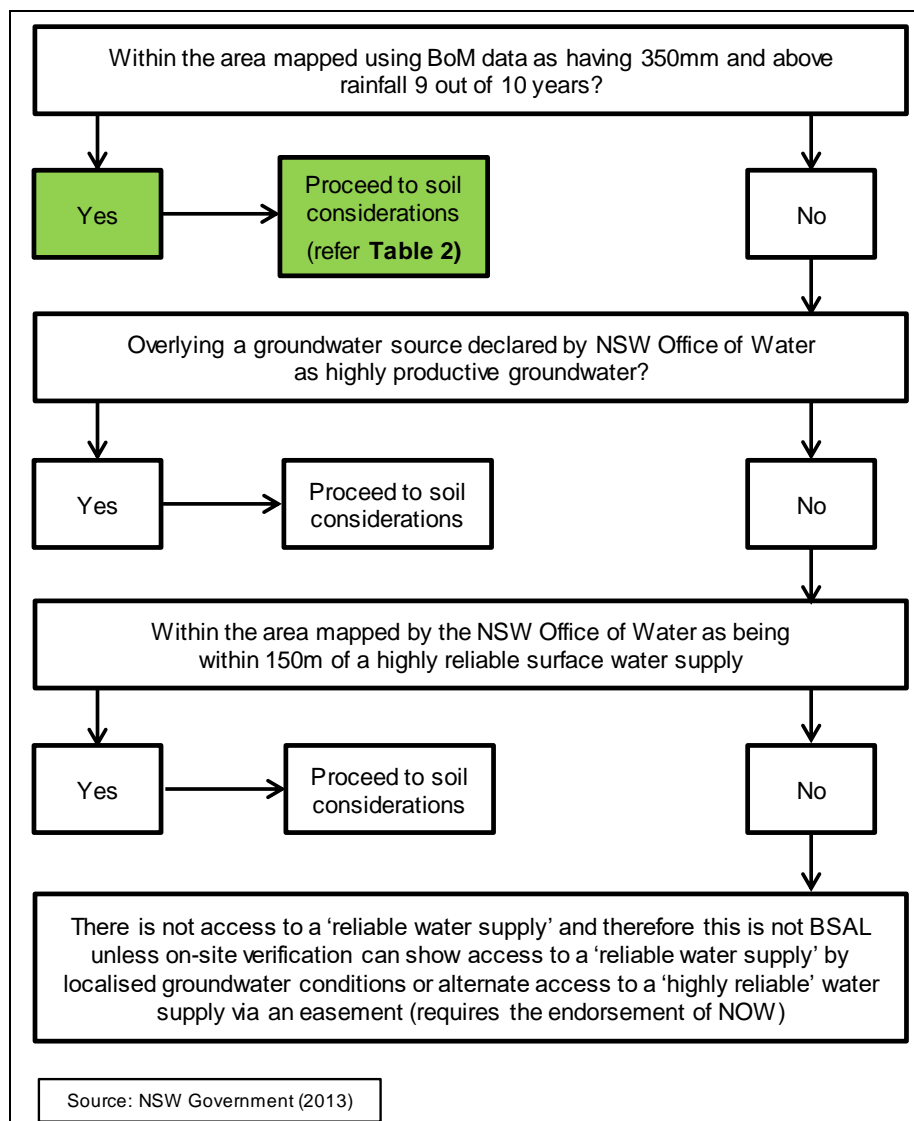 Within the area mapped using BoM data as having 350mm and above
rainfall 9 out of 10 years?
Yes
Proceed to soil
considerations
(refer Table 2)
No
Overlying a groundwater source declared by NSW Office of Water
as highly productive groundwater?
Yes
Proceed to soil
considerations
No
Within the area mapped by the NSW Office of Water as being
within 150m of a highly reliable surface water supply
Yes
Proceed to soil
considerations
No
There is not access to a ‘reliable water supply’ and therefore this is not BSAL
unless on-site verification can show access to a ‘reliable water supply’ by
localised groundwater conditions or alternate access to a ‘highly reliable’ water
supply via an easement (requires the endorsement of NOW)
Source: NSW Government (2013)